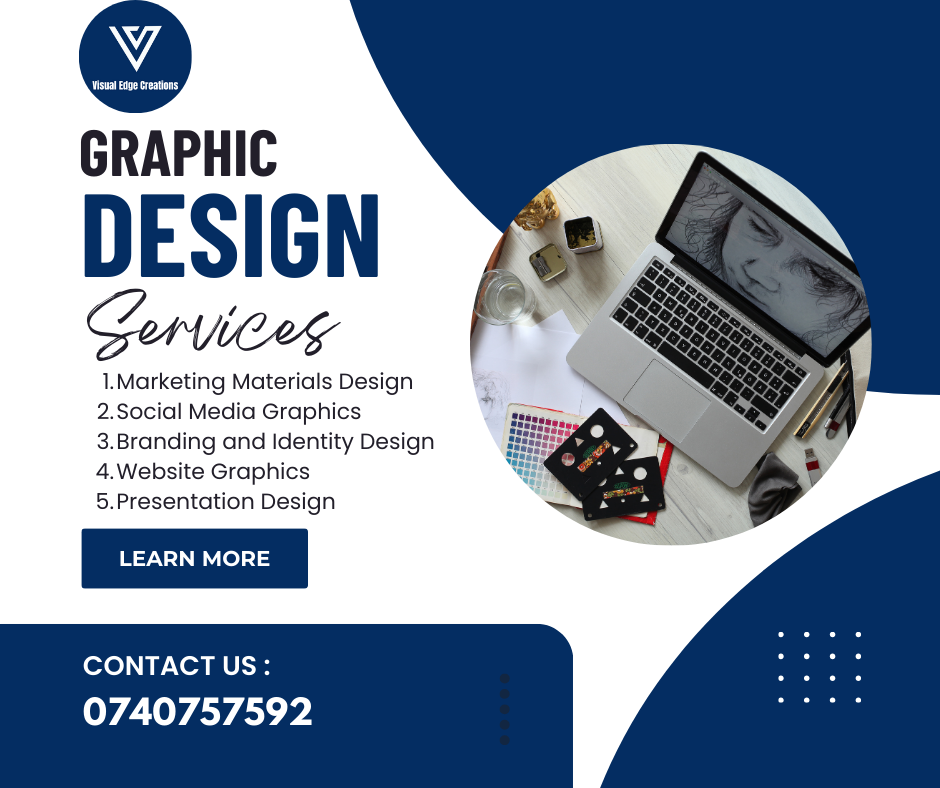 Visual Edge Creations
GRAPHIC
DESIGN
Services
1. Marketing Materials Design
2. Social Media Graphics
3. Branding and Identity Design
4. Website Graphics
5. Presentation Design
LEARN MORE
CONTACT US :
0740757592